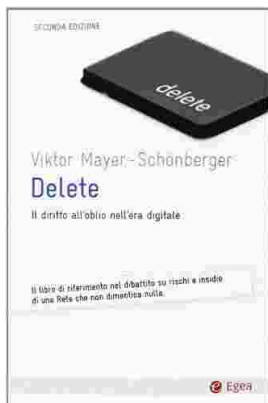 SECONDA EDIZIONE
delete
Viktor Mayer-Schönberger
Delete
Il diritto all'oblio nell'era digitale
Il libro di riferimento nel dibattito su rischi e insidie
di una Rete che non dimentica nulla.
Egea